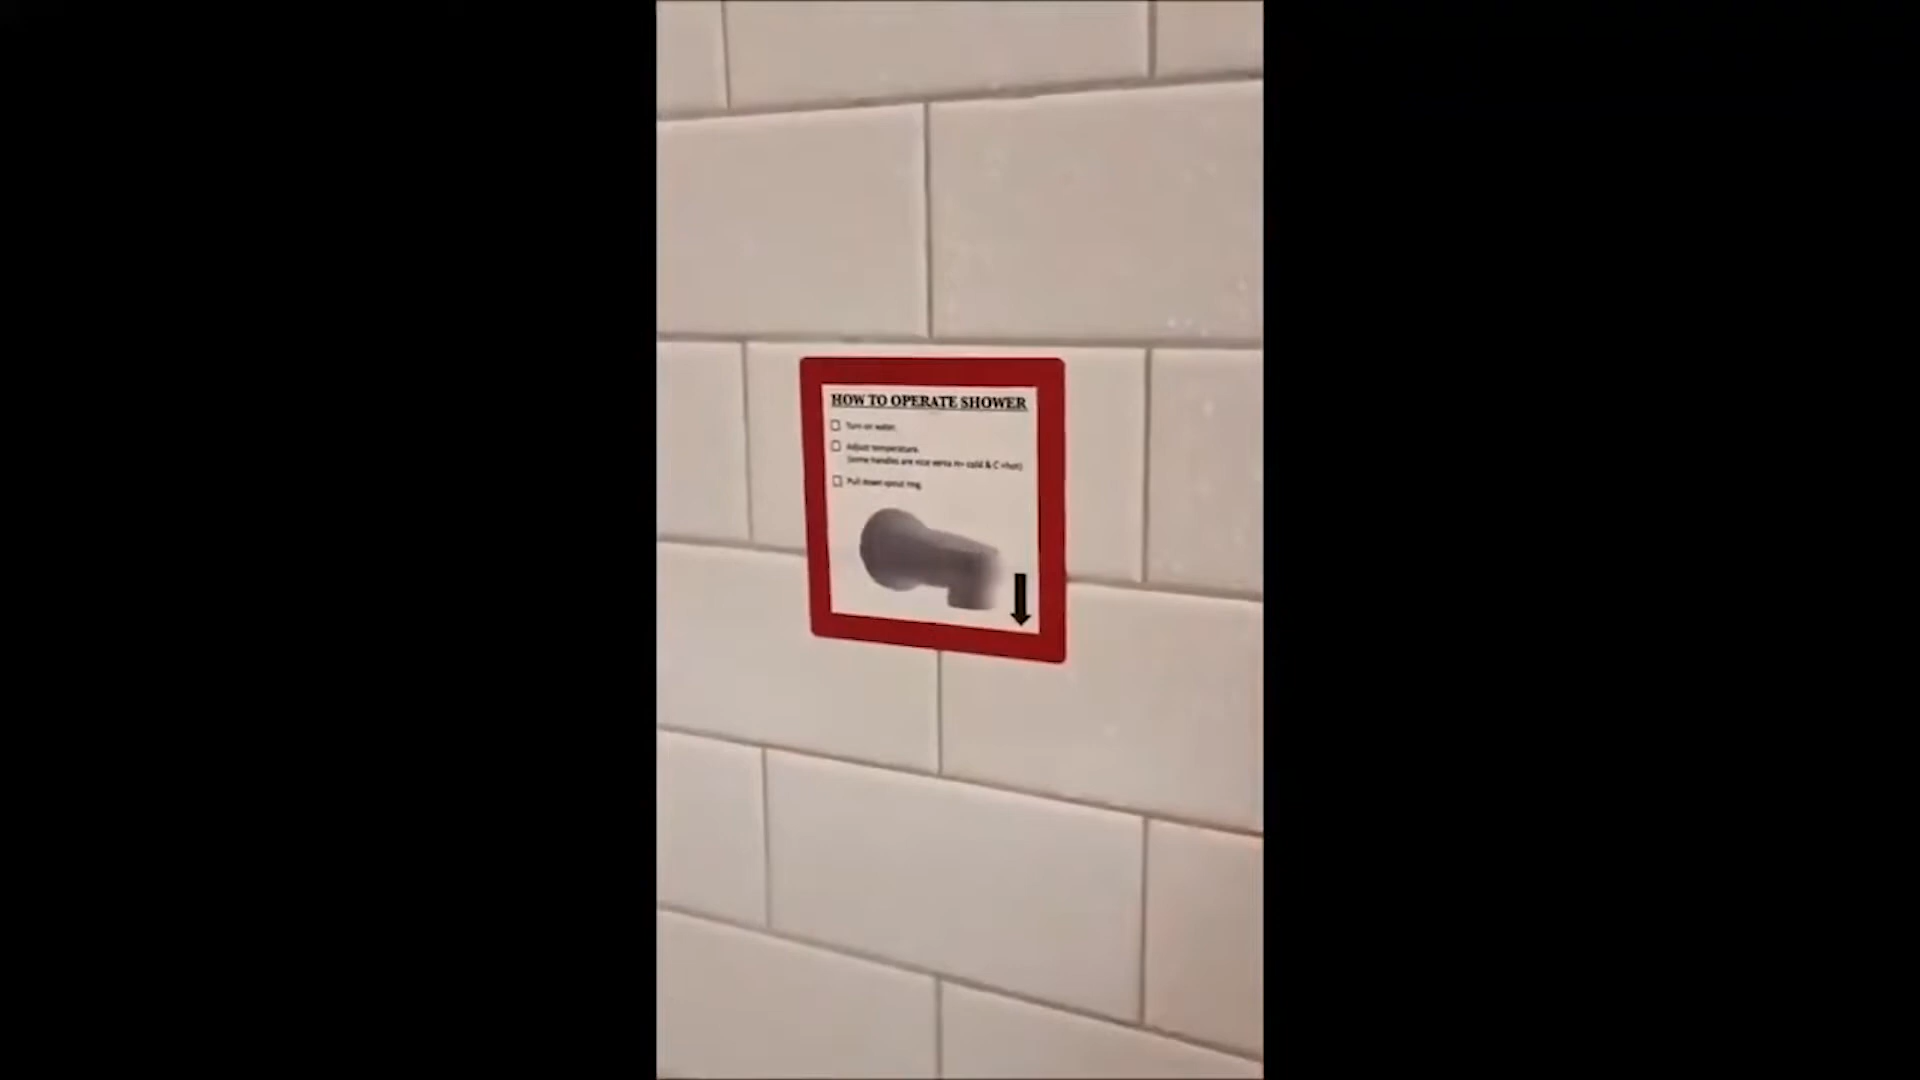 HOW TO OPERATE SHOWER
Turn on water.
Adjust temperature.
(some handles are vice versa H= cold & C =hot)
Pull down spout ring